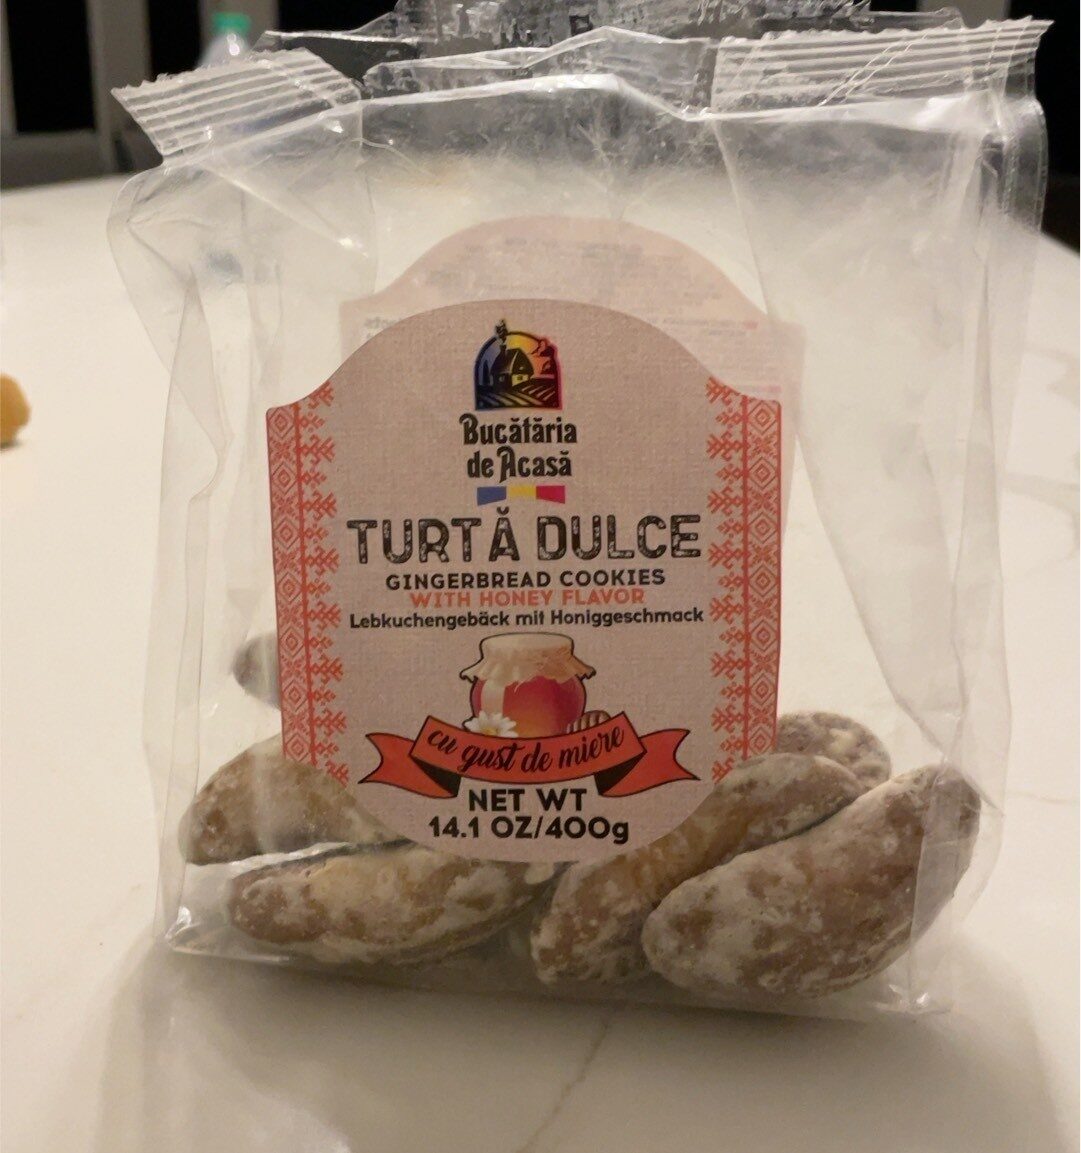 Bucătăria
de Acasă
TURTĂ DULCE
GINGERBREAD COOKIES
WITH HONEY FLAVOR
Lebkuchengebäck mit Honiggeschmack
cu gust de miere
NET WT
14.1 OZ/400g